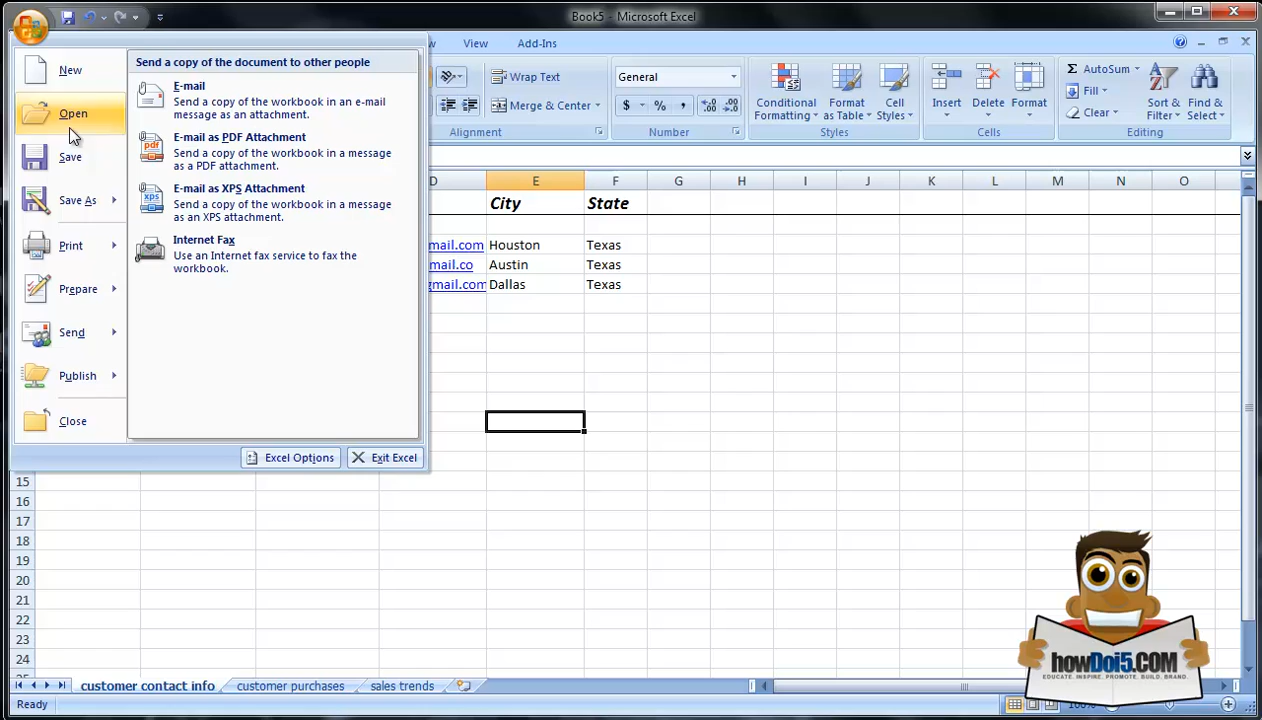 Book5 - Microsoft Excel
View Add-Ins
New
Open
Save
Save As
Print
Prepare
Send
Publish
Close
Send a copy of the document to other people
E-mail
Send a copy of the workbook in an e-mail
message as an attachment.
E-mail as PDF Attachment
Send a copy of the workbook in a message
as a PDF attachment.
E-mail as XPS Attachment
Send a copy of the workbook in a message
as an XPS attachment.
Internet Fax
Use an Internet fax service to fax the
workbook.
Excel Options Exit Excel
Wrap Text
Merge & Center
Alignment
General
$ % ,
Number
Conditional
Formatting
Format
as Table
Cell
Styles
Styles
Insert Delete Format
Cells
Σ AutoSum
Fill
Clear
Sort &
Filter
Find &
Select
Editing
D E F G H I J K L M N O
City State
mail.com Houston Texas
mail.co Austin Texas
gmail.com Dallas Texas
15
16
17
18
19
20
21
22
23
24
customer contact info customer purchases sales trends
Ready
100%
howDoi5.COM
EDUCATE. INSPIRE. PROMOTE. BUILD. BRAND.